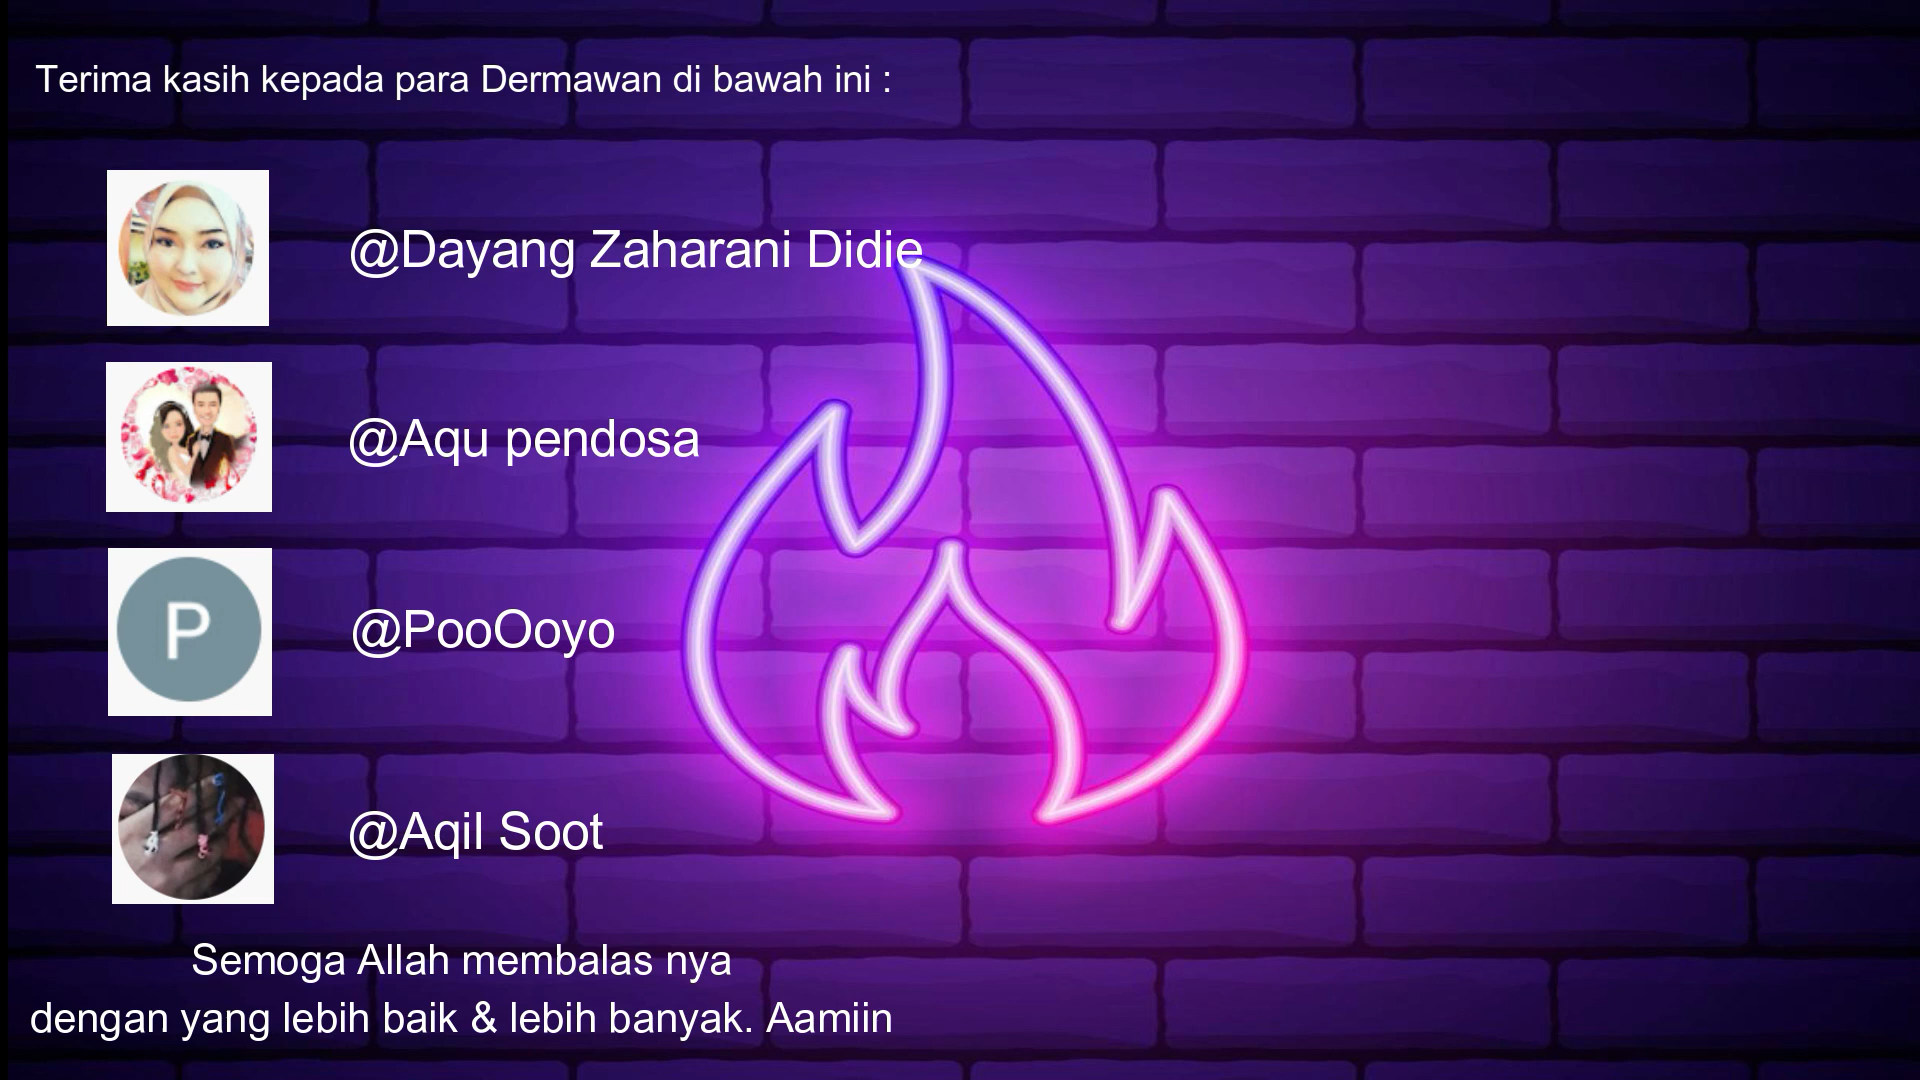 Terima kasih kepada para Dermawan di bawah ini :
@Dayang Zaharani Didie
@Aqu pendosa
P
@PooOoyo
@Aqil Soot
Semoga Allah membalas nya
dengan yang lebih baik & lebih banyak. Aamiin